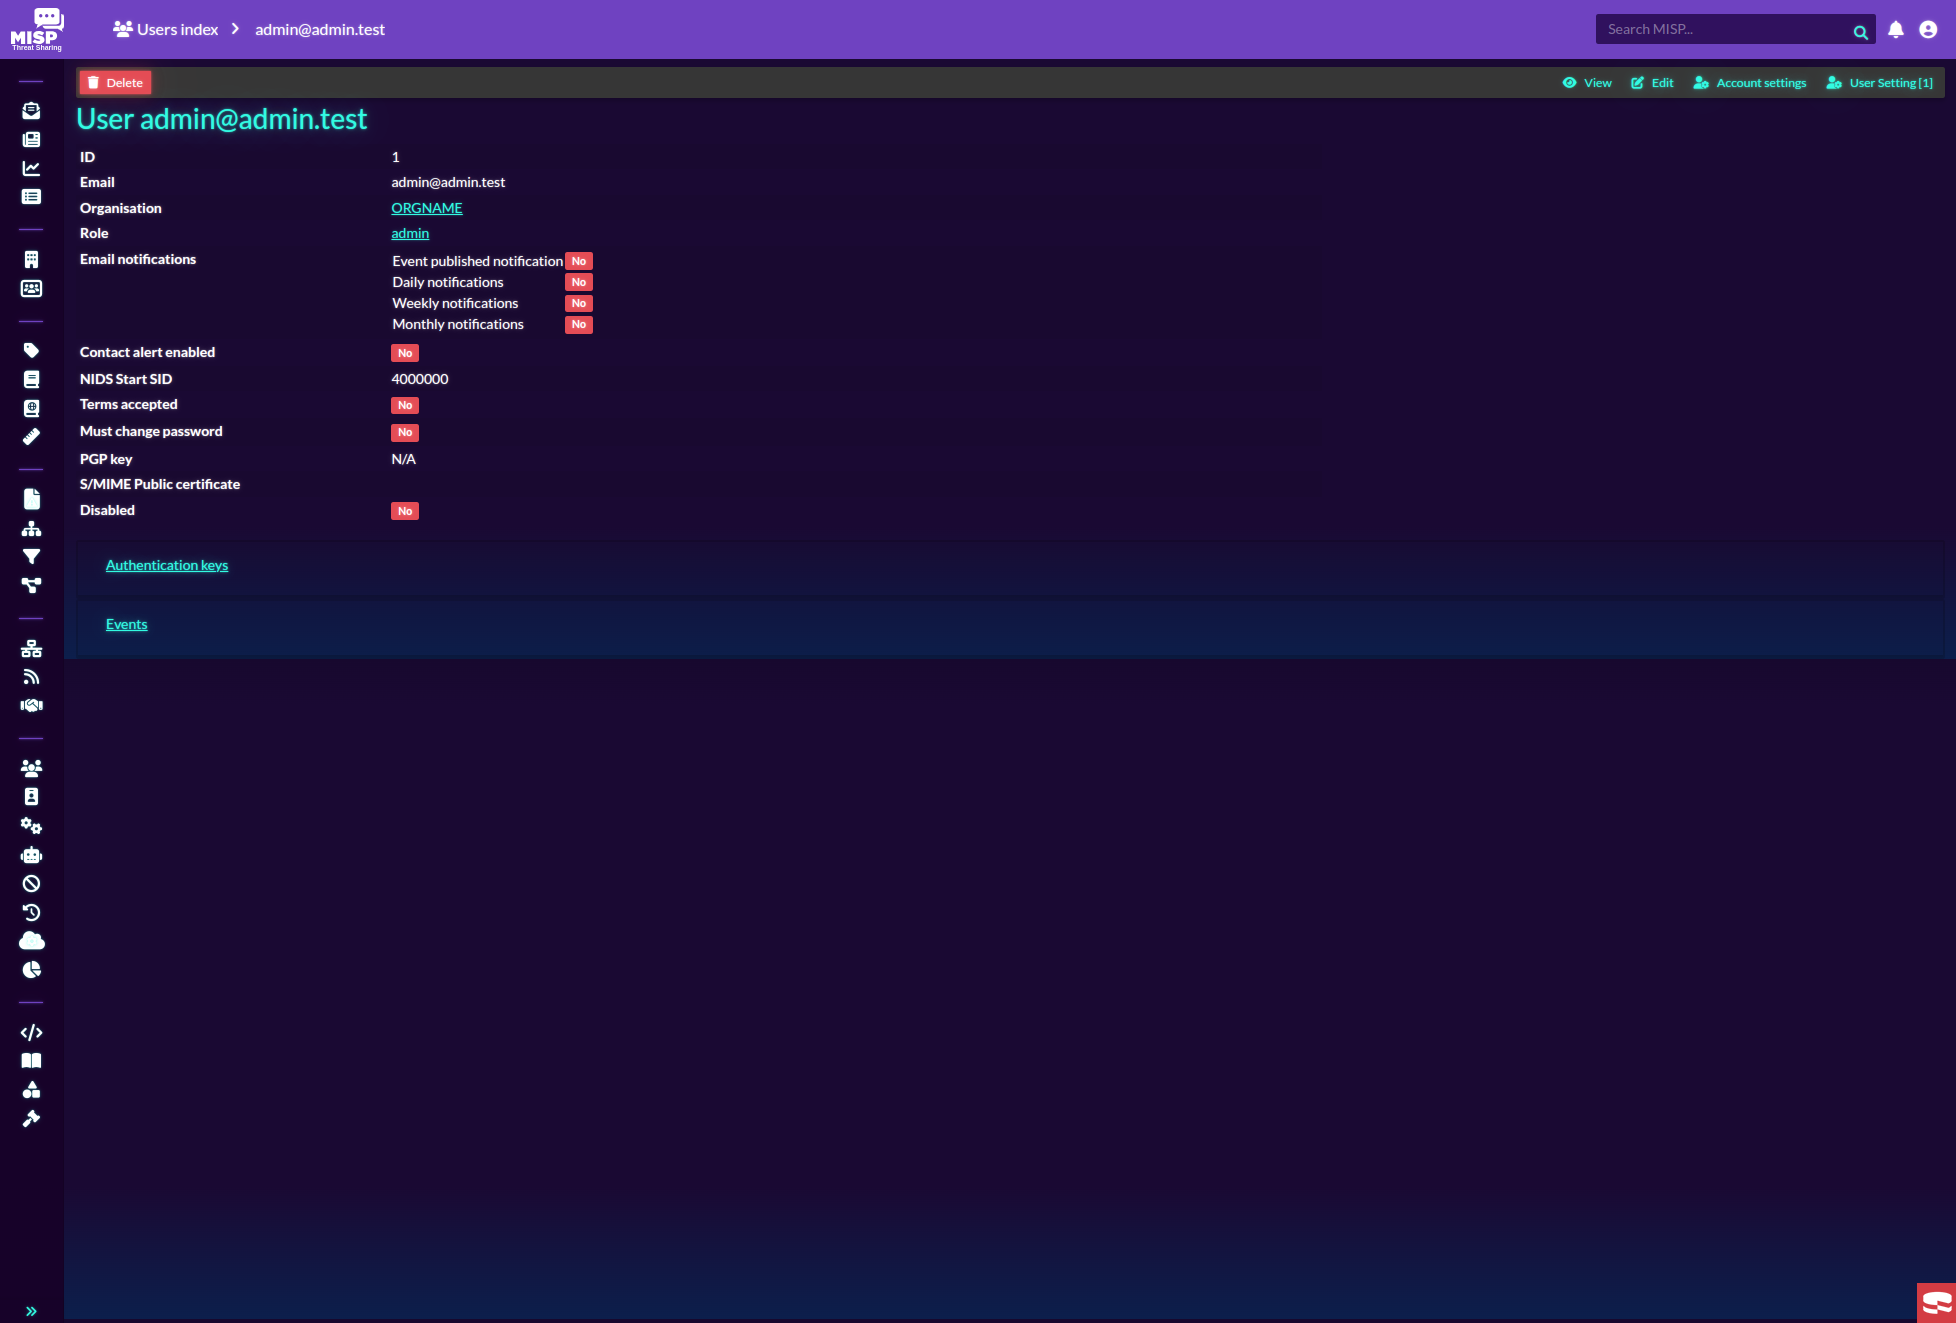 MISP
Threat Sharing
Users index admin@admin.test
Search MISP...
Delete
View Edit Account settings User Setting [1]
User admin@admin.test
ID 1
Email admin@admin.test
Organisation ORGNAME
Role admin
Email notifications Event published notification No
Daily notifications No
Weekly notifications No
Monthly notifications No
Contact alert enabled No
NIDS Start SID 4000000
Terms accepted No
Must change password No
PGP key N/A
S/MIME Public certificate
Disabled No
Authentication keys
Events